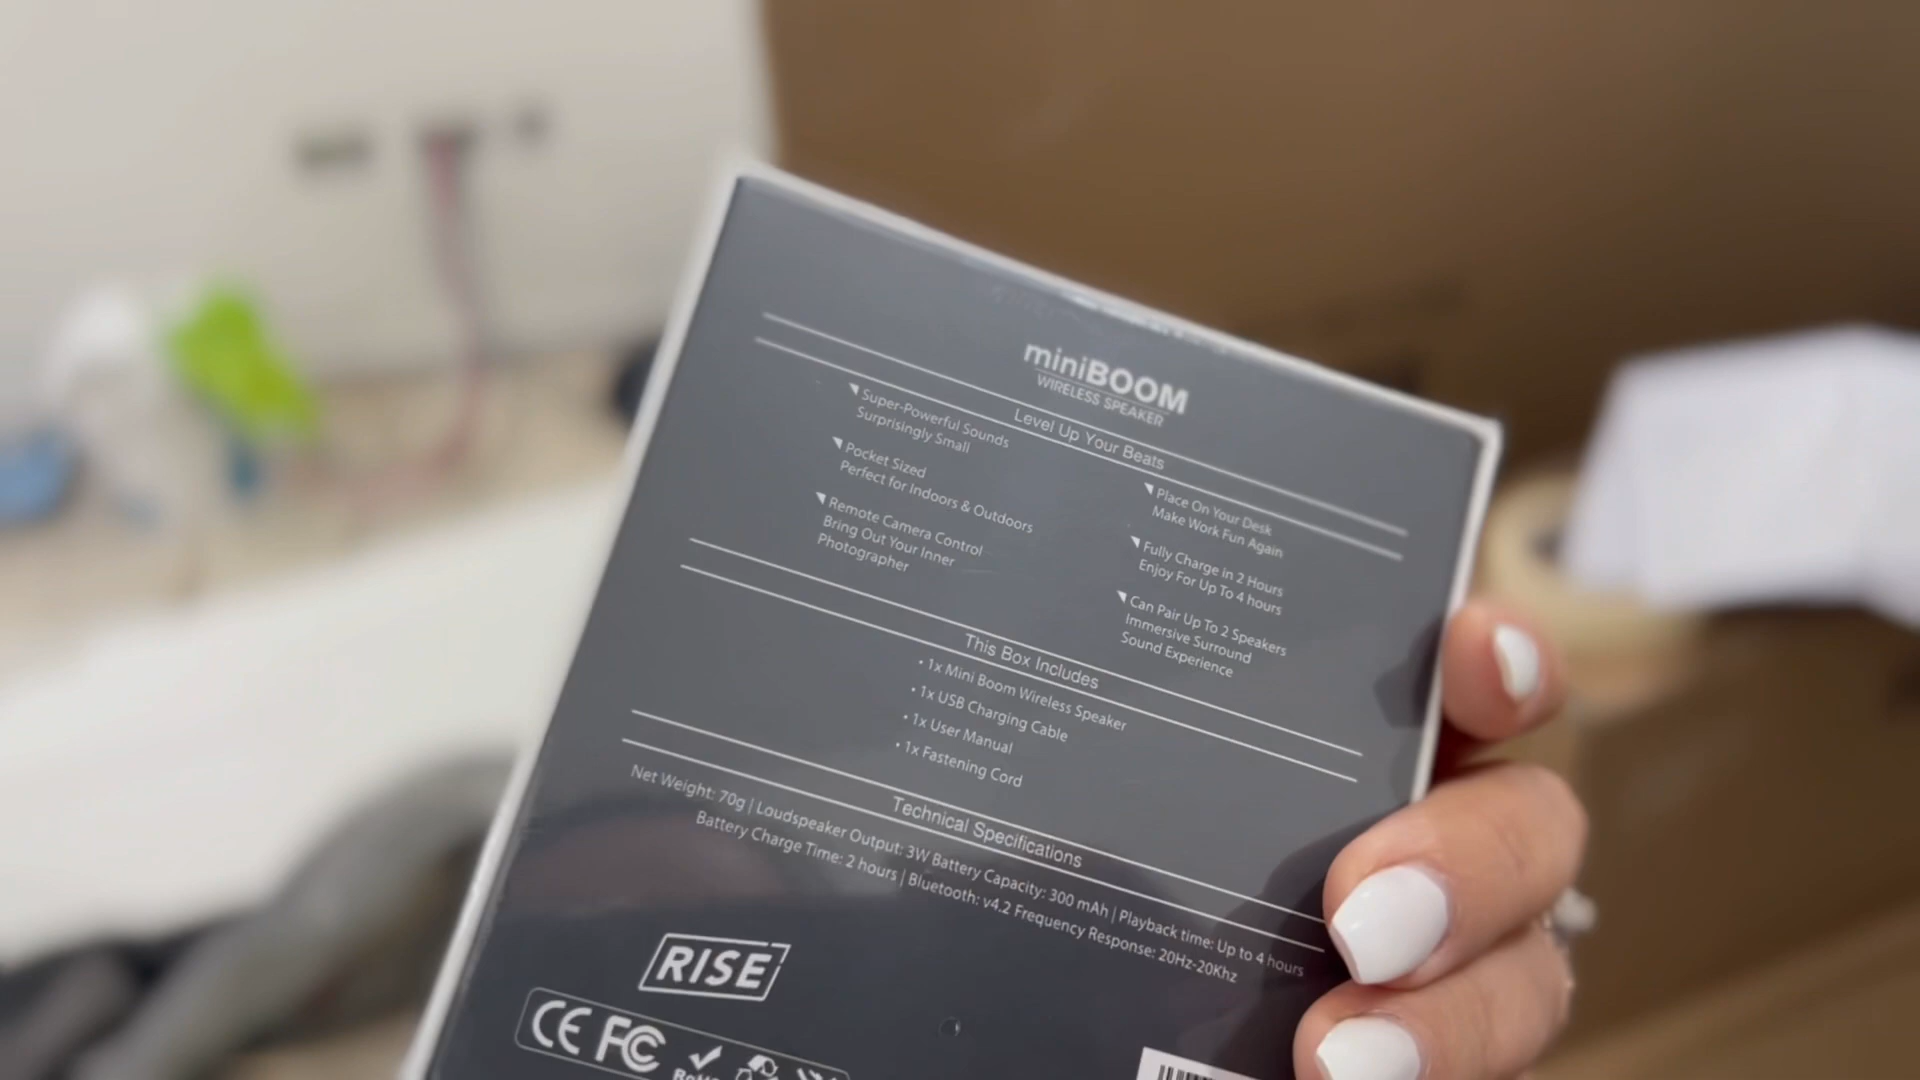 miniBOOM
WIRELESS SPEAKER
Level Up Your Beats
Super-Powerful Sounds
Surprisingly Small
Pocket Sized
Perfect for Indoors & Outdoors
Remote Camera Control
Bring Out Your Inner
Photographer
Place On Your Desk
Make Work Fun Again
Fully Charge in 2 Hours
Enjoy For Up To 4 hours
Can Pair Up To 2 Speakers
Immersive Surround
Sound Experience
This Box Includes
• 1x Mini Boom Wireless Speaker
• 1x USB Charging Cable
• 1x User Manual
• 1x Fastening Cord
Technical Specifications
Net Weight: 70g | Loudspeaker Output: 3W Battery Capacity: 300 mAh | Playback time: Up to 4 hours
Battery Charge Time: 2 hours | Bluetooth: v4.2 Frequency Response: 20Hz-20Khz
RISE
CE FC